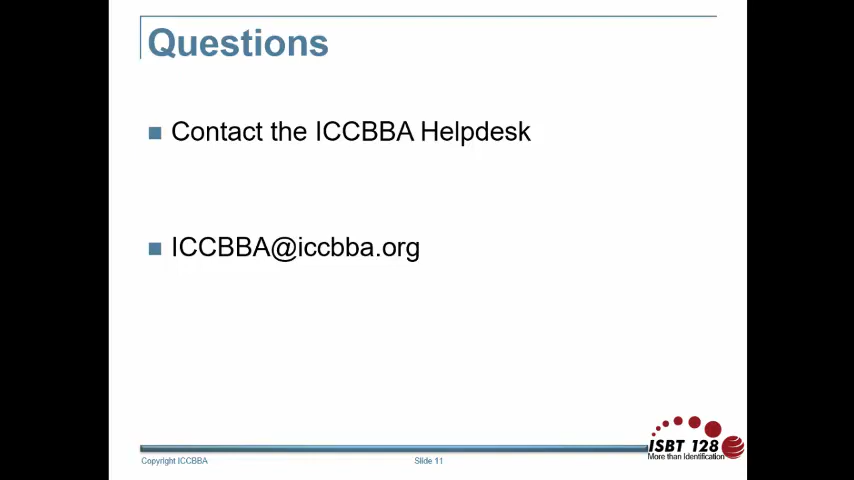 Questions
Contact the ICCBBA Helpdesk
ICCBBA@iccbba.org
ISBT 128
More than Identification
Copyright ICCBBA
Slide 11